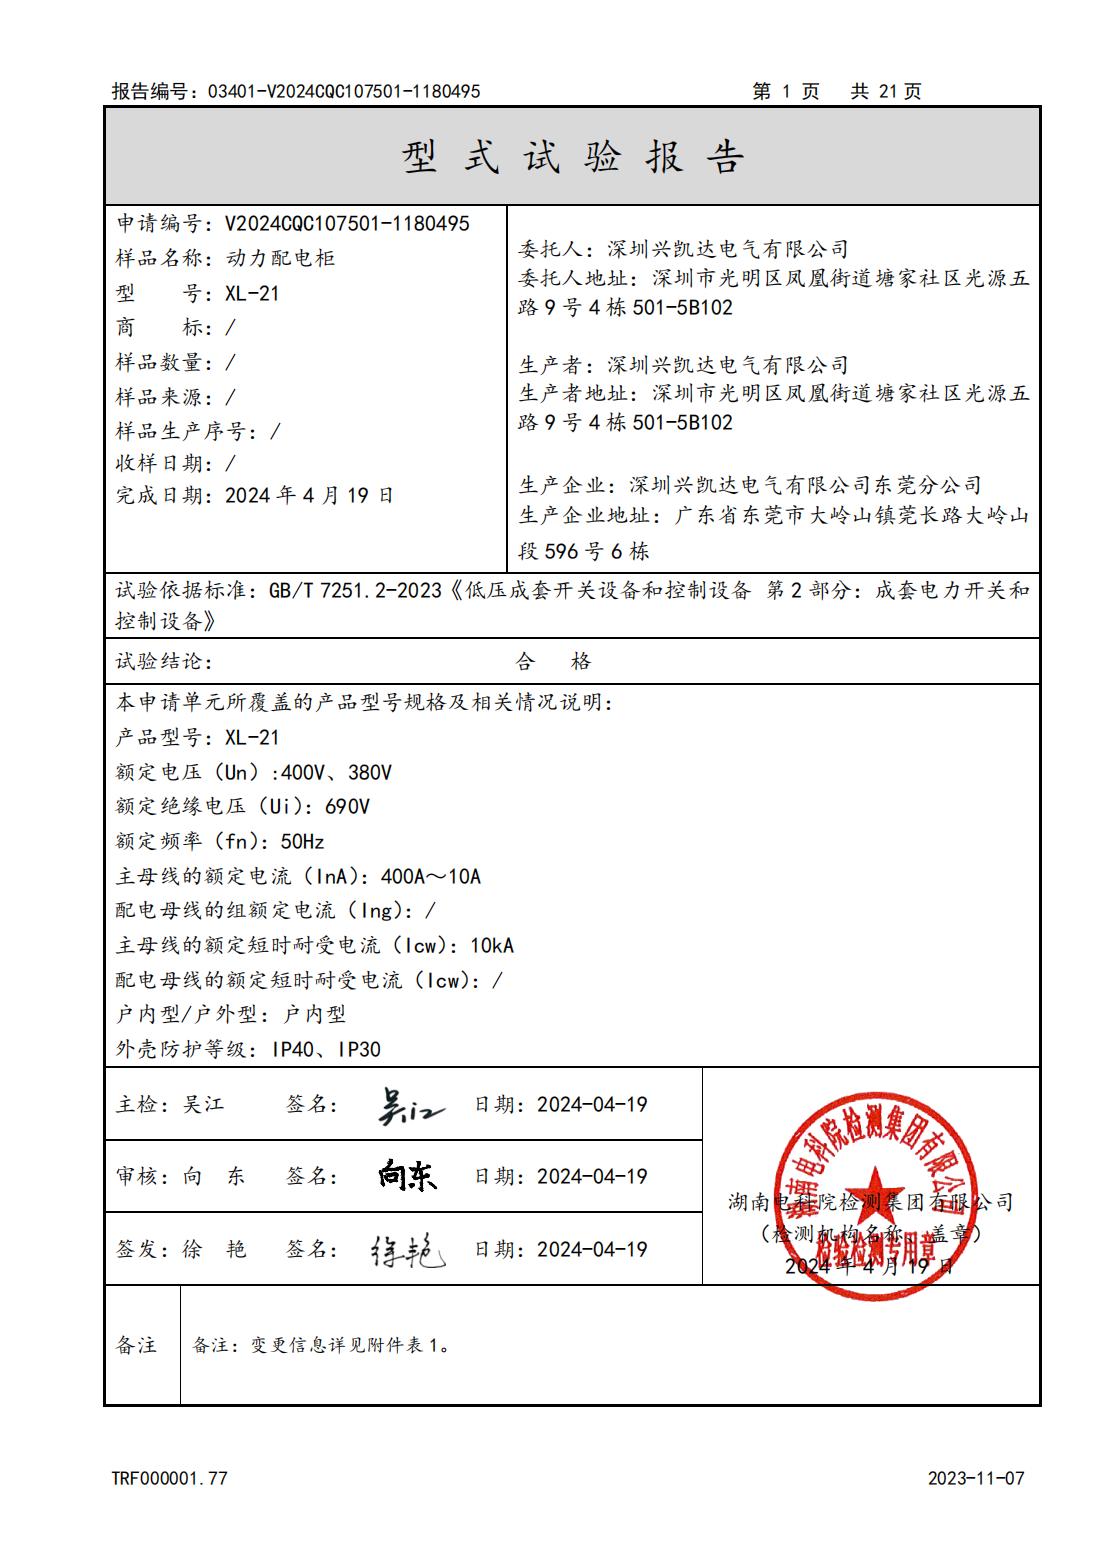 报告编号：03401-V2024CQC107501-1180495 第 1 页 共 21 页
型式试验报告
申请编号：V2024CQC107501-1180495
样品名称：动力配电柜
型 号：XL-21
商 标：/
样品数量：/
样品来源：/
样品生产序号：/
收样日期：/
完成日期：2024 年 4 月 19 日
委托人：深圳兴凯达电气有限公司
委托人地址：深圳市光明区凤凰街道塘家社区光源五
路 9 号 4 栋 501-5B102
生产者：深圳兴凯达电气有限公司
生产者地址：深圳市光明区凤凰街道塘家社区光源五
路 9 号 4 栋 501-5B102
生产企业：深圳兴凯达电气有限公司东莞分公司
生产企业地址：广东省东莞市大岭山镇莞长路大岭山
段 596 号 6 栋
试验依据标准：GB/T 7251.2-2023《低压成套开关设备和控制设备 第 2 部分：成套电力开关和
控制设备》
试验结论： 合 格
本申请单元所覆盖的产品型号规格及相关情况说明：
产品型号：XL-21
额定电压（Un）:400V、380V
额定绝缘电压（Ui）：690V
额定频率（fn）：50Hz
主母线的额定电流（InA）：400A～10A
配电母线的组额定电流（Ing）：/
主母线的额定短时耐受电流（Icw）：10kA
配电母线的额定短时耐受电流（Icw）：/
户内型/户外型：户内型
外壳防护等级：IP40、IP30
主检：吴江 签名：吴江 日期：2024-04-19
审核：向 东 签名：向东 日期：2024-04-19
签发：徐 艳 签名：徐艳 日期：2024-04-19
湖南电科院检测集团有限公司
湖南电科院检测集团有限公司
（检测机构名称、盖章）
检验检测专用章
2024 年 4 月 19 日
备注 备注：变更信息详见附件表 1。
TRF000001.77 2023-11-07